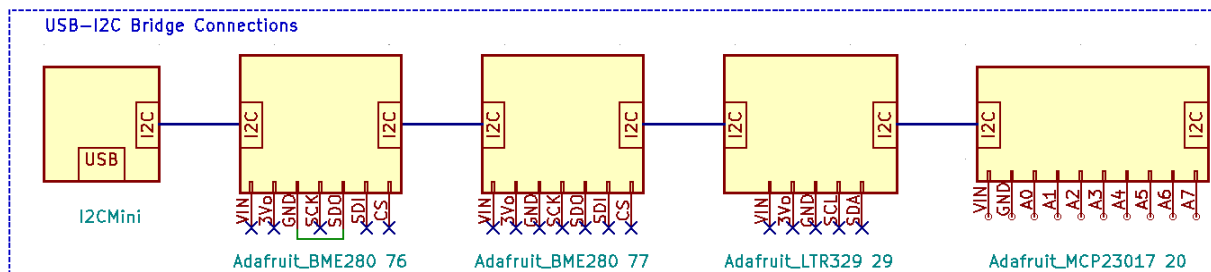 USB-I2C Bridge Connections
I2C
USB
I2CMini
I2C
I2C
VIN
3Vo
GND
SCK
SDO
SDI
CS
Adafruit_BME280 76
I2C
I2C
VIN
3Vo
GND
SCK
SDO
SDI
CS
Adafruit_BME280 77
I2C
I2C
VIN
3Vo
GND
SCL
SDA
Adafruit_LTR329 29
I2C
I2C
VIN
GND
A0
A1
A2
A3
A4
A5
A6
A7
Adafruit_MCP23017 20